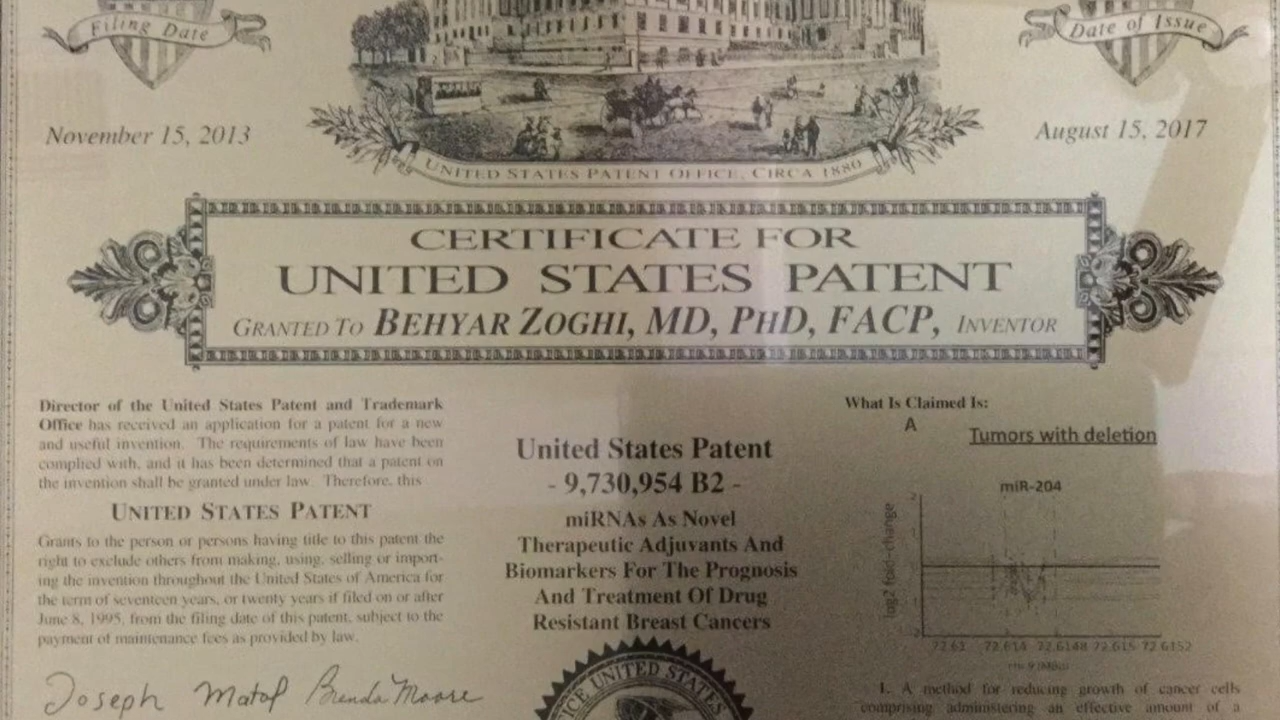 Filing Date
Date of Issue
November 15, 2013
August 15, 2017
UNITED STATES PATENT OFFICE, CIRCA 1880
CERTIFICATE FOR
UNITED STATES PATENT
GRANTED TO BEHYAR ZOGHI, MD, PHD, FACP, INVENTOR
Director of the United States Patent and Trademark
Office has received an application for a patent for a new
and useful invention. The requirements of law have been
complied with, and it has been determined that a patent on
the invention shall be granted under law. Therefore, this
UNITED STATES PATENT
Grants to the person or persons having title to this patent the
right to exclude others from making, using, selling or import-
ing the invention throughout the United States of America for
the term of seventeen years, or twenty years if filed on or after
June 8, 1995, from the filing date of this patent, subject to the
payment of maintenance fees as provided by law.
Joseph Matal Brenda Moore
United States Patent
- 9,730,954 B2 -
miRNAs As Novel
Therapeutic Adjuvants And
Biomarkers For The Prognosis
And Treatment Of Drug
Resistant Breast Cancers
ICE UNITED STATES
What Is Claimed Is:
A
Tumors with deletion
miR-204
log2 fold-change
72.61 72.614 72.6148 72.615 72.6152
1. A method for reducing growth of cancer cells
comprising administering an effective amount of a